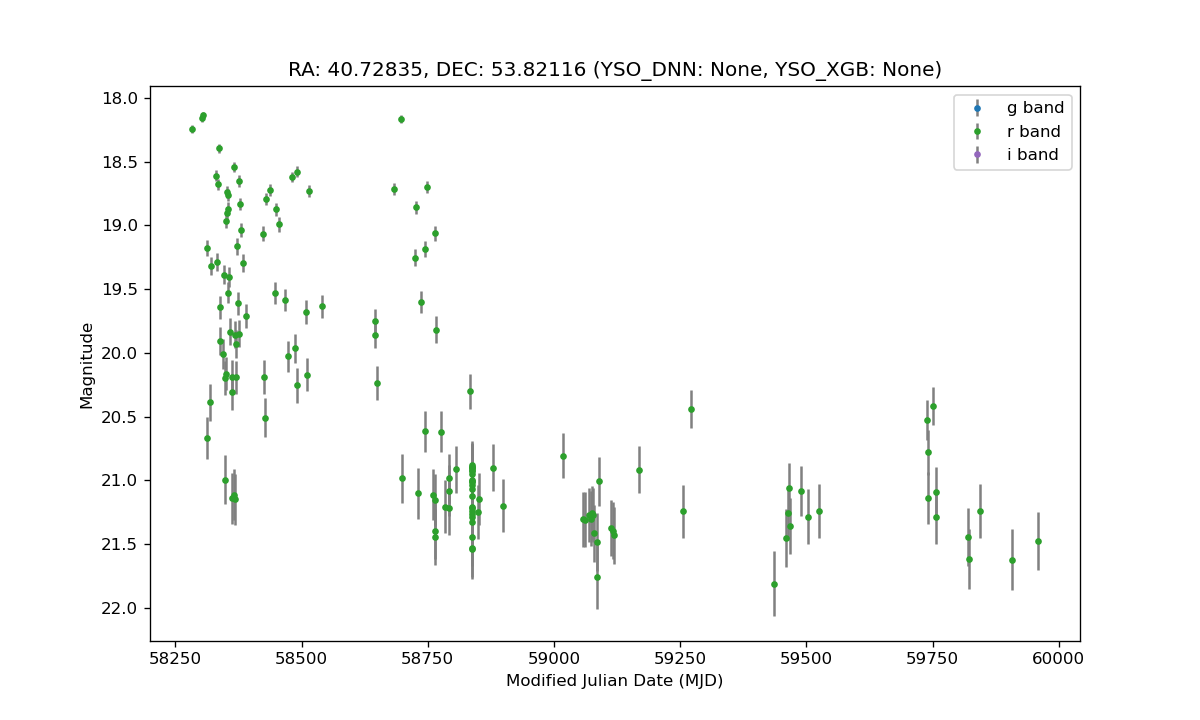 RA: 40.72835, DEC: 53.82116 (YSO_DNN: None, YSO_XGB: None)
g band
r band
i band
18.0
18.5
19.0
19.5
20.0
20.5
21.0
21.5
22.0
Magnitude
58250
58500
58750
59000
59250
59500
59750
60000
Modified Julian Date (MJD)